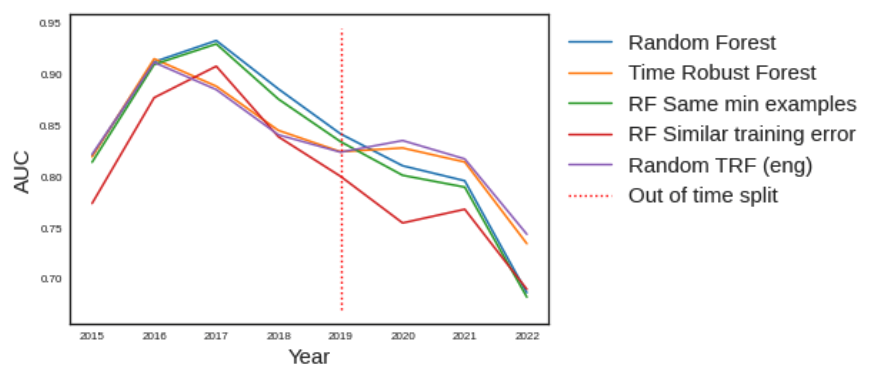 0.95
0.90
0.85
0.80
0.75
0.70
AUC
2015 2016 2017 2018 2019 2020 2021 2022
Year
Random Forest
Time Robust Forest
RF Same min examples
RF Similar training error
Random TRF (eng)
Out of time split